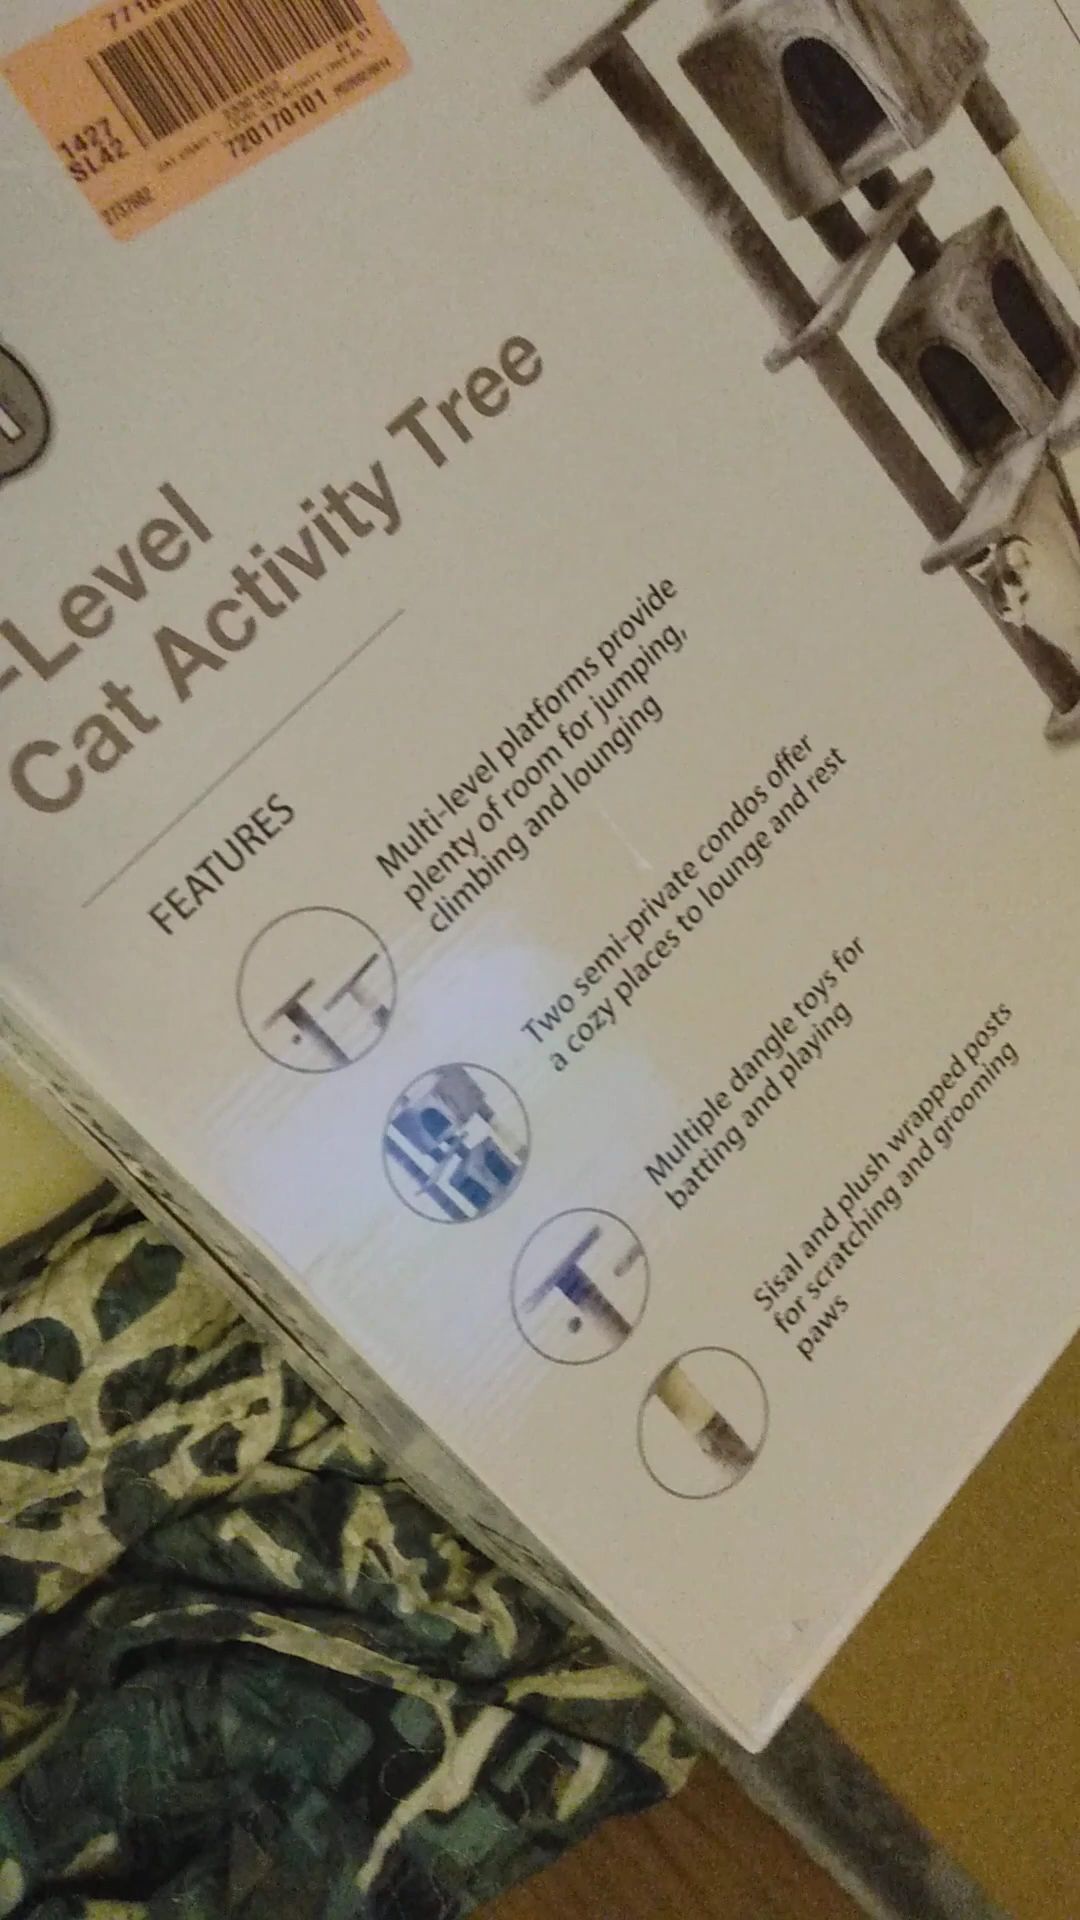 1427
SL42
720170101
2737662
-Level
Cat Activity Tree
FEATURES
Multi-level platforms provide
plenty of room for jumping,
climbing and lounging
Two semi-private condos offer
a cozy places to lounge and rest
Multiple dangle toys for
batting and playing
Sisal and plush wrapped posts
for scratching and grooming
paws